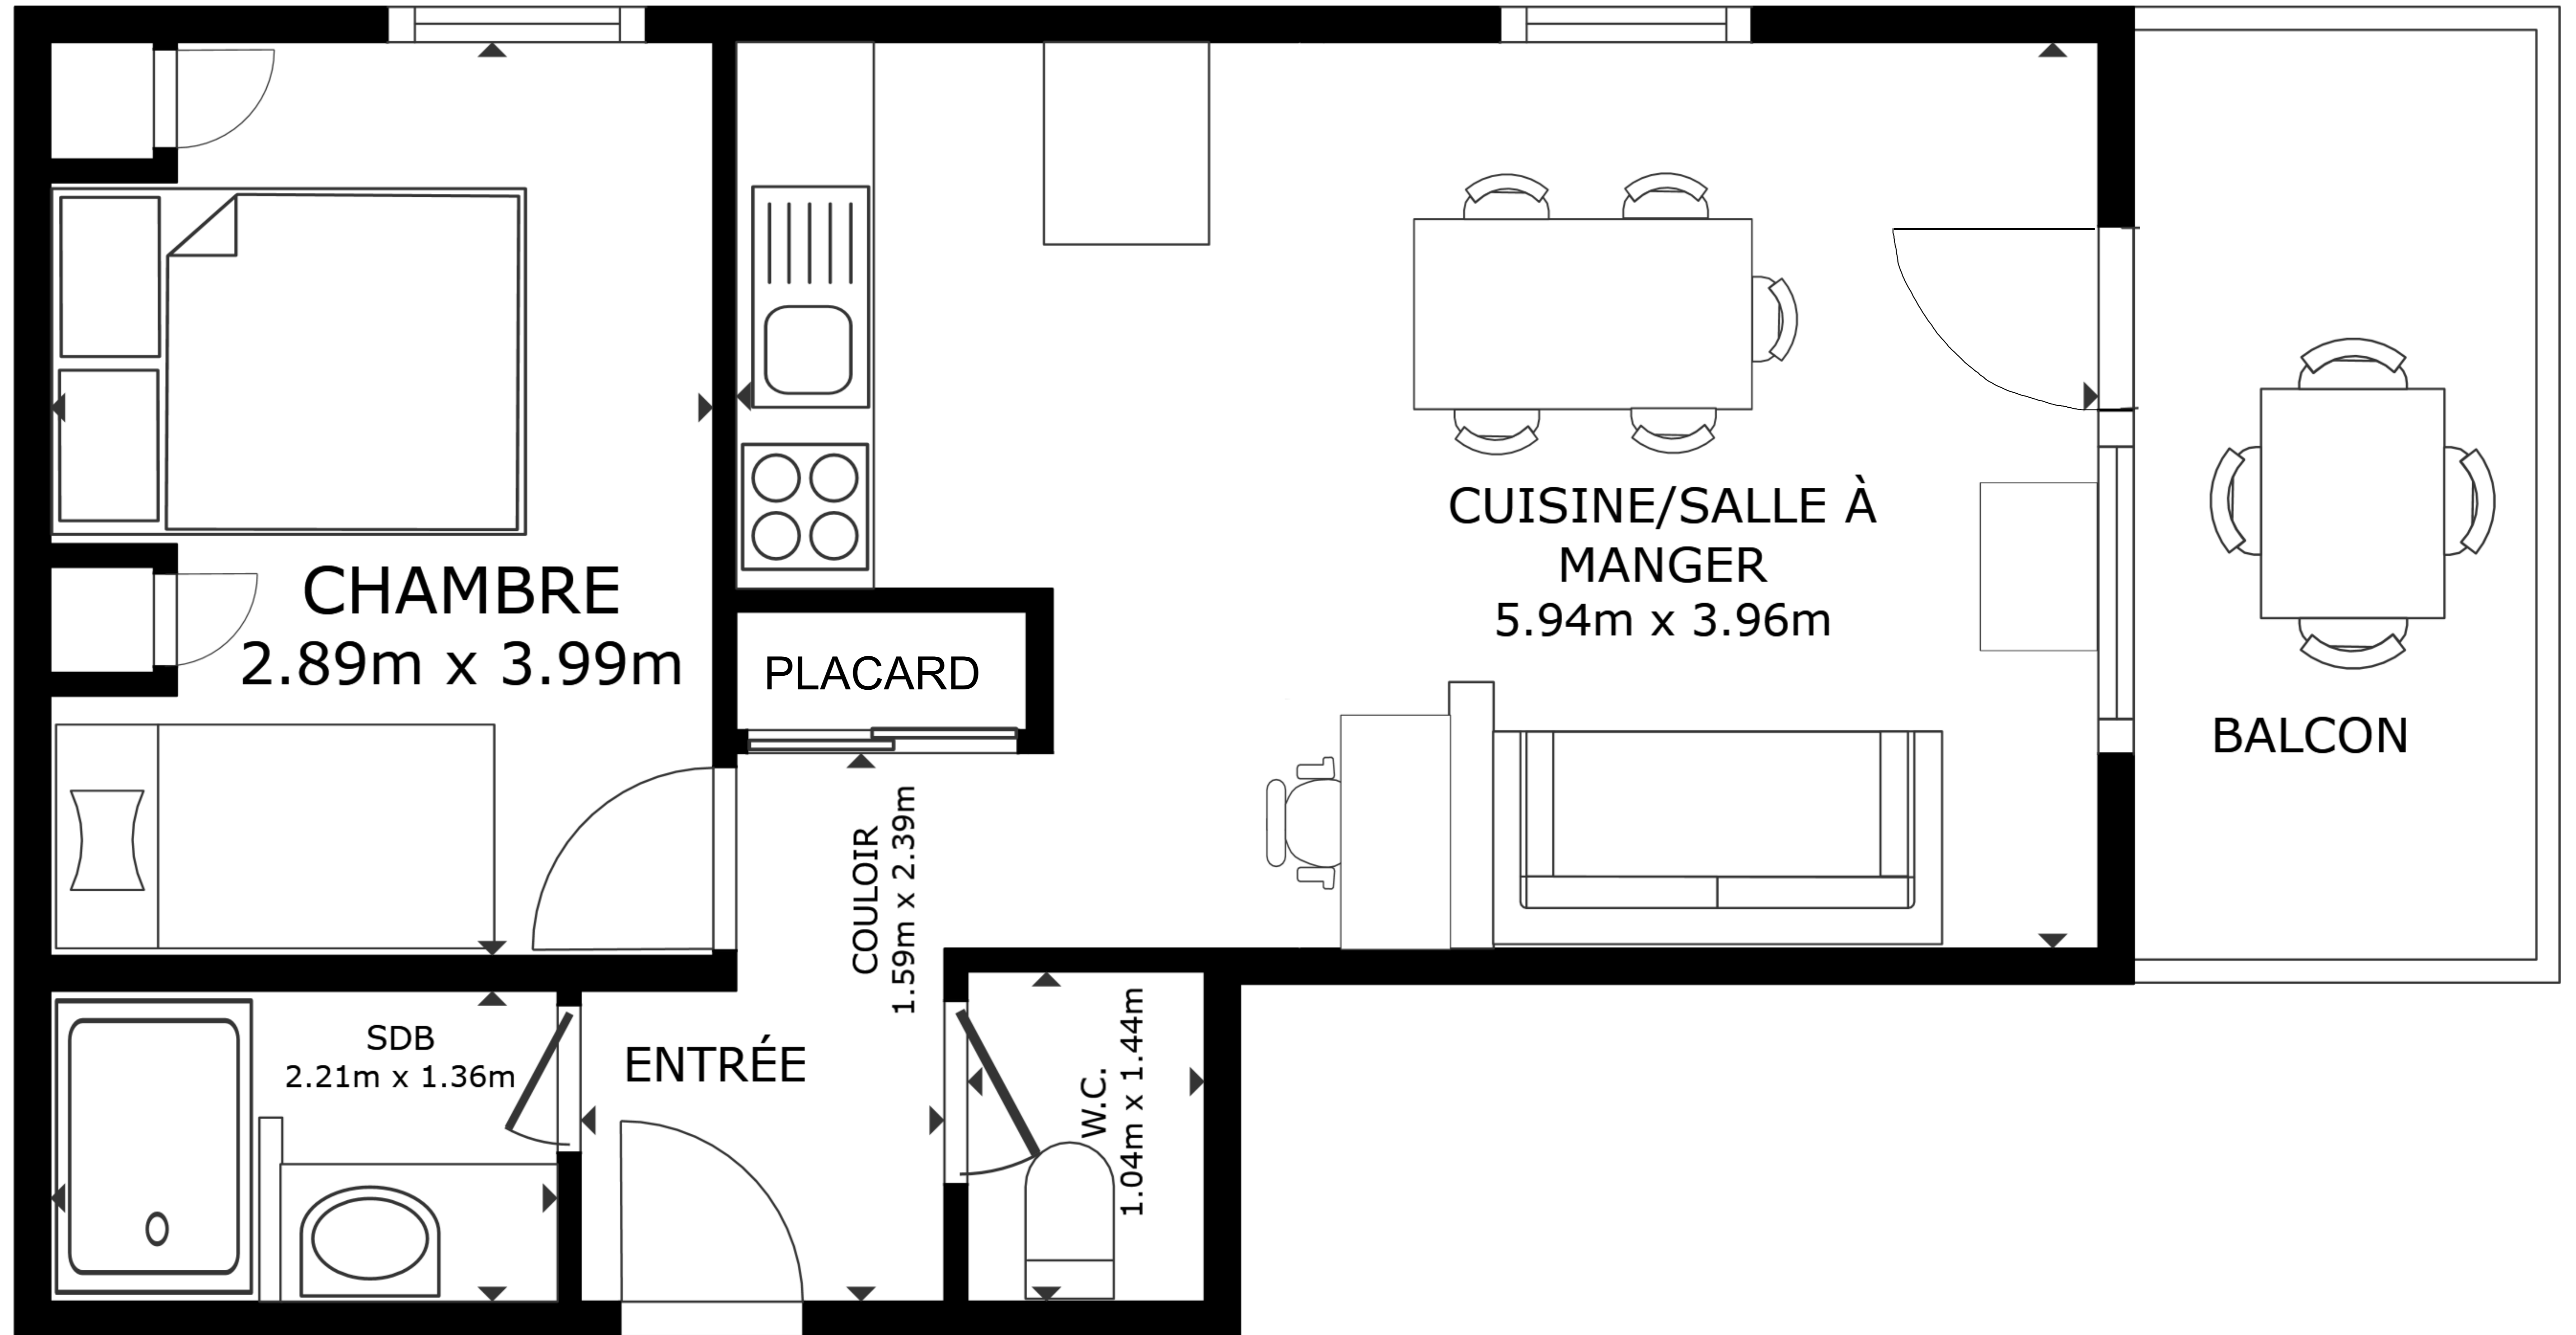 CHAMBRE
2.89m x 3.99m
PLACARD
CUISINE/SALLE À
MANGER
5.94m x 3.96m
BALCON
COULOIR
1.59m x 2.39m
SDB
2.21m x 1.36m
ENTRÉE
W.C.
1.04m x 1.44m